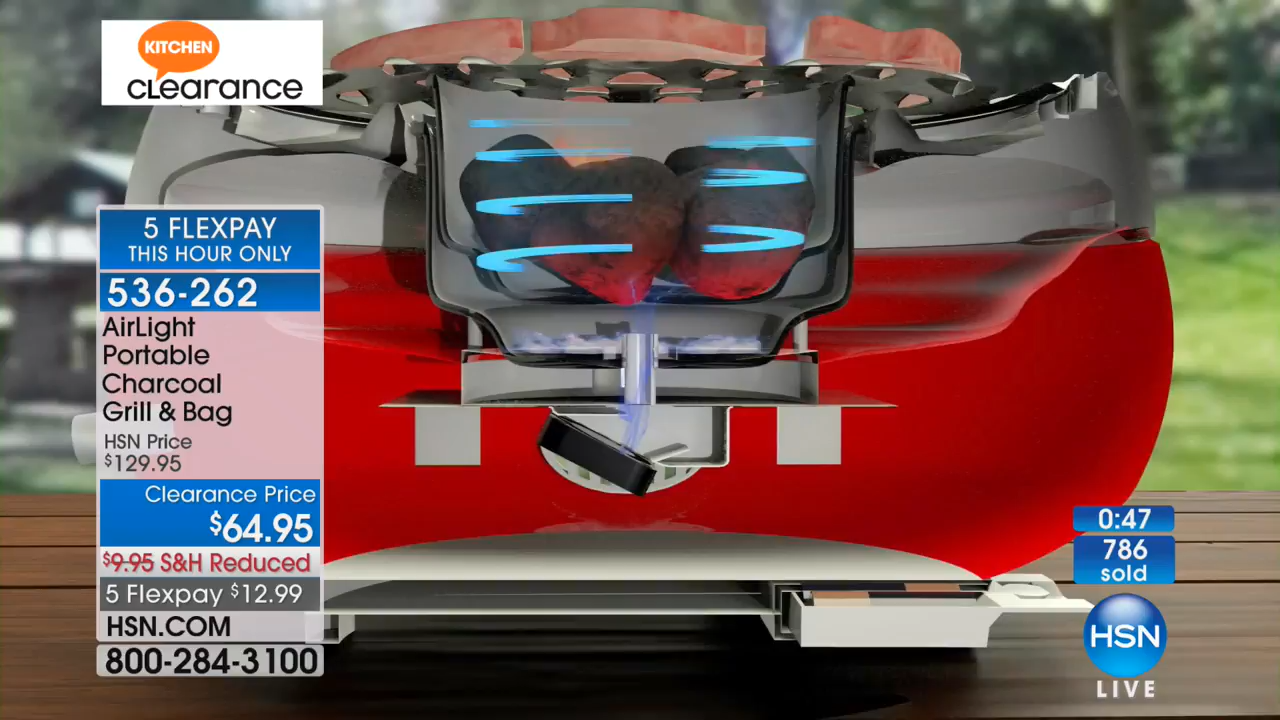 KITCHEN
CLearance
5 FLEXPAY
THIS HOUR ONLY
536-262
AirLight
Portable
Charcoal
Grill & Bag
HSN Price
$129.95
Clearance Price
$64.95
$9.95 S&H Reduced
5 Flexpay $12.99
HSN.COM
800-284-3100
0:47
786
sold
HSN
LIVE